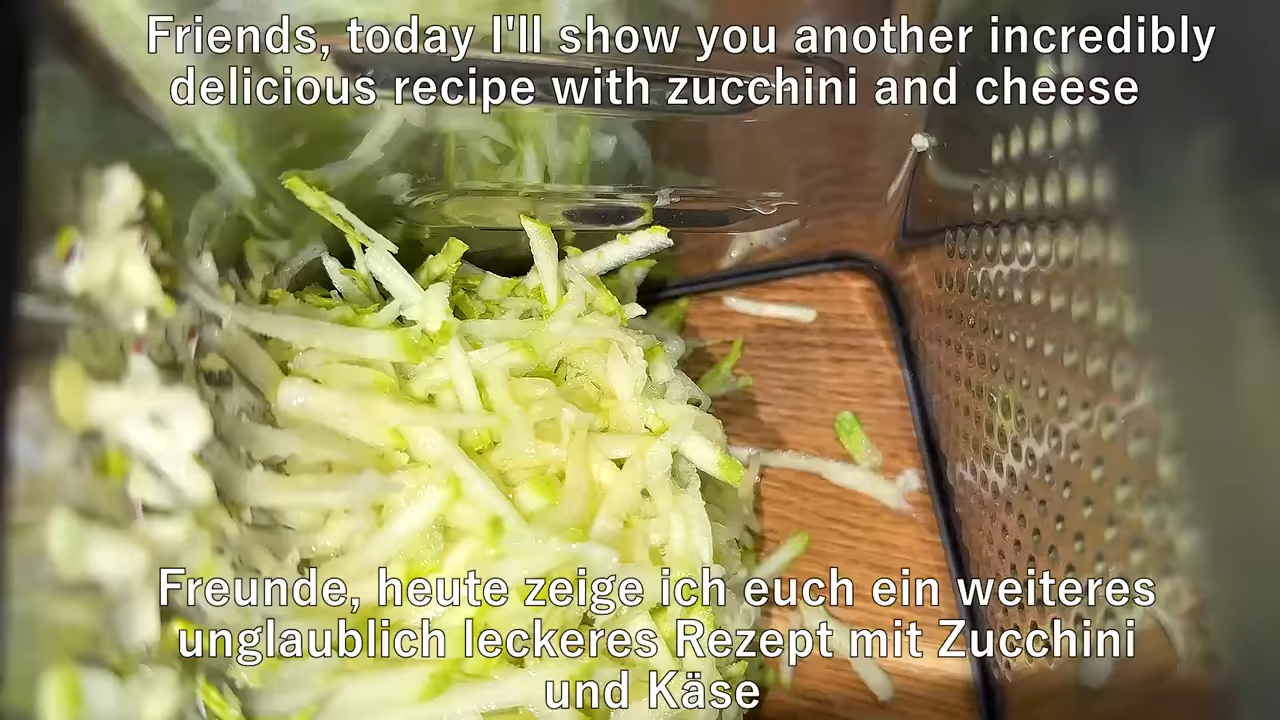 Friends, today I'll show you another incredibly
delicious recipe with zucchini and cheese
Freunde, heute zeige ich euch ein weiteres
unglaublich leckeres Rezept mit Zucchini
und Käse